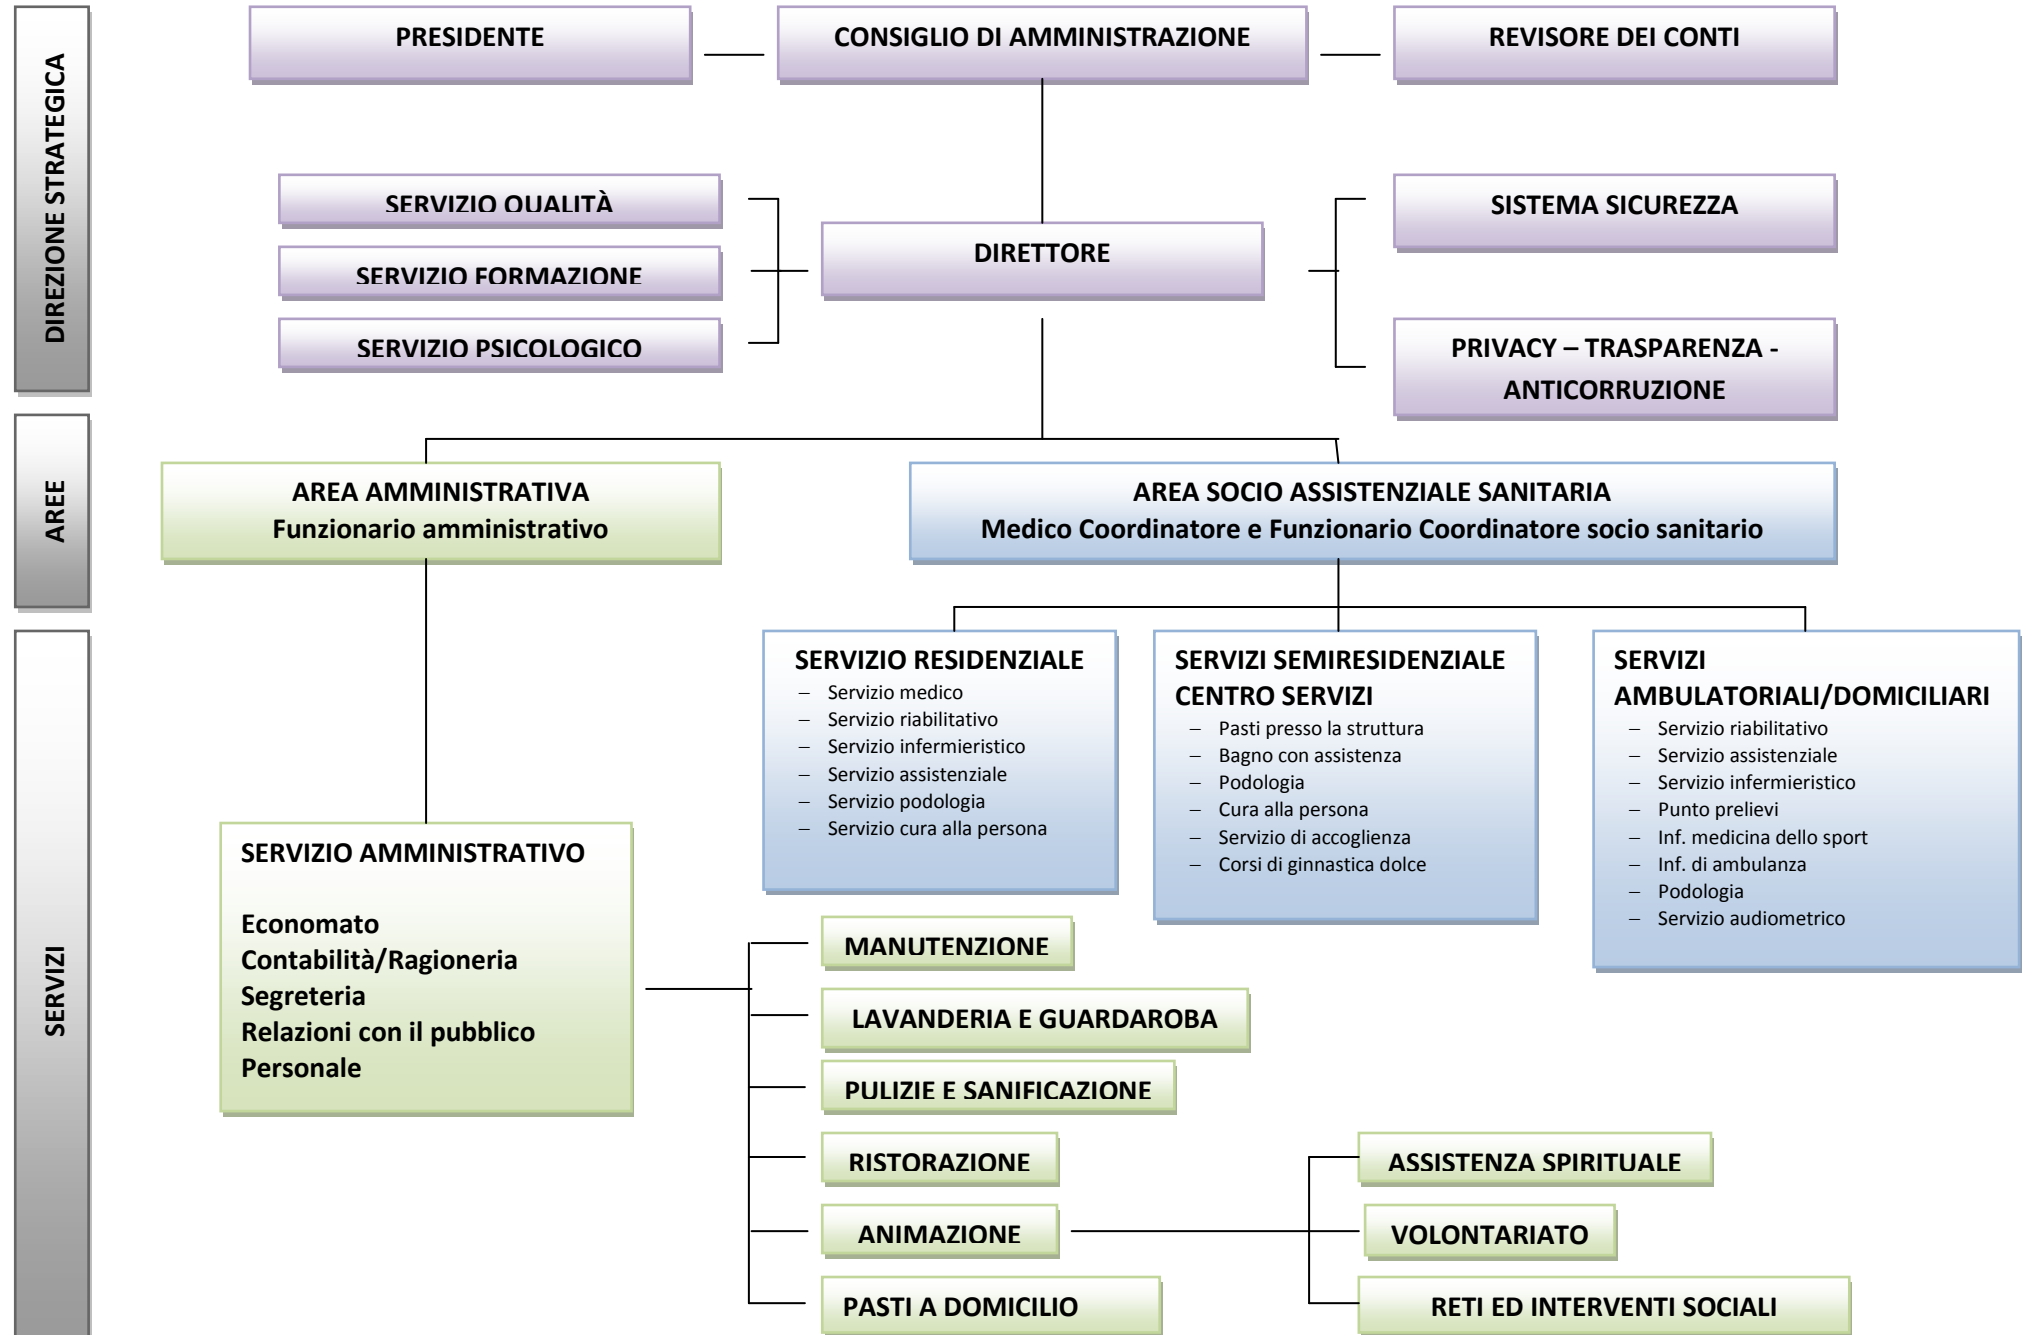 DIREZIONE STRATEGICA
PRESIDENTE
CONSIGLIO DI AMMINISTRAZIONE
REVISORE DEI CONTI
SERVIZIO QUALITÀ
SERVIZIO FORMAZIONE
SERVIZIO PSICOLOGICO
DIRETTORE
SISTEMA SICUREZZA
PRIVACY – TRASPARENZA -
ANTICORRUZIONE
AREE
AREA AMMINISTRATIVA
Funzionario amministrativo
AREA SOCIO ASSISTENZIALE SANITARIA
Medico Coordinatore e Funzionario Coordinatore socio sanitario
SERVIZI
SERVIZIO RESIDENZIALE
– Servizio medico
– Servizio riabilitativo
– Servizio infermieristico
– Servizio assistenziale
– Servizio podologia
– Servizio cura alla persona
SERVIZI SEMIRESIDENZIALE
CENTRO SERVIZI
– Pasti presso la struttura
– Bagno con assistenza
– Podologia
– Cura alla persona
– Servizio di accoglienza
– Corsi di ginnastica dolce
SERVIZI
AMBULATORIALI/DOMICILIARI
– Servizio riabilitativo
– Servizio assistenziale
– Servizio infermieristico
– Punto prelievi
– Inf. medicina dello sport
– Inf. di ambulanza
– Podologia
– Servizio audiometrico
SERVIZIO AMMINISTRATIVO
Economato
Contabilità/Ragioneria
Segreteria
Relazioni con il pubblico
Personale
MANUTENZIONE
LAVANDERIA E GUARDAROBA
PULIZIE E SANIFICAZIONE
RISTORAZIONE
ANIMAZIONE
PASTI A DOMICILIO
ASSISTENZA SPIRITUALE
VOLONTARIATO
RETI ED INTERVENTI SOCIALI